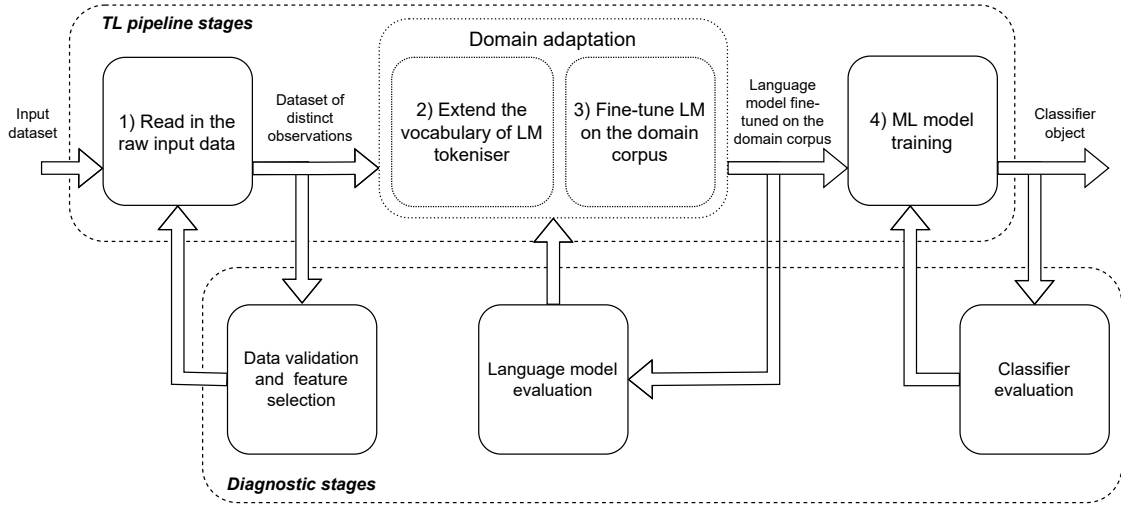 TL pipeline stages
Input
dataset
1) Read in the
raw input data
Dataset of
distinct
observations
Domain adaptation
2) Extend the
vocabulary of LM
tokeniser
3) Fine-tune LM
on the domain
corpus
Language
model fine-
tuned on the
domain corpus
4) ML model
training
Classifier
object
Data validation
and feature
selection
Language model
evaluation
Classifier
evaluation
Diagnostic stages